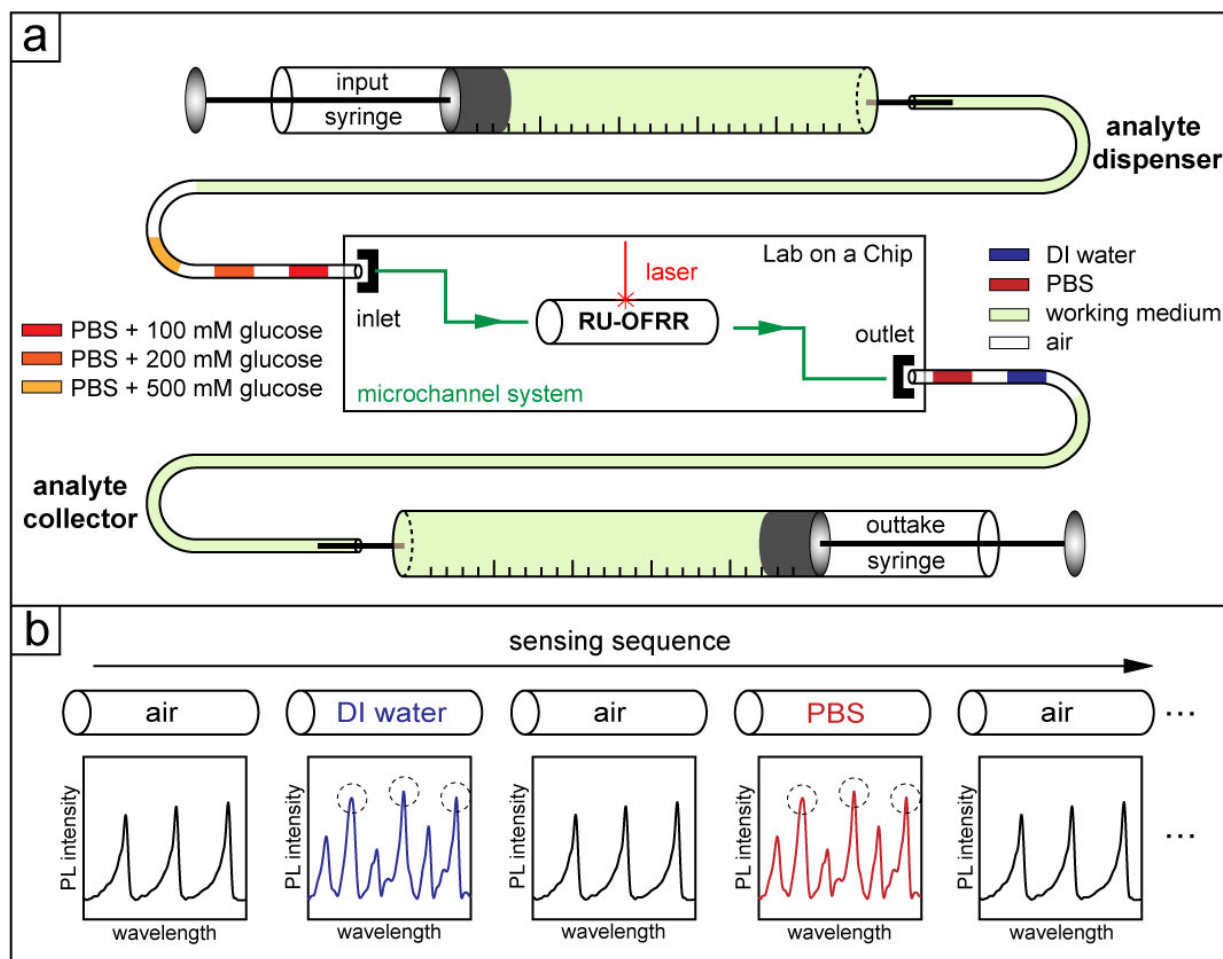 a
input
syringe
analyte
dispenser
Lab on a Chip
laser
RU-OFRR
inlet
outlet
microchannel system
DI water
PBS
working medium
air
PBS + 100 mM glucose
PBS + 200 mM glucose
PBS + 500 mM glucose
analyte
collector
outtake
syringe
b
sensing sequence
air
DI water
air
PBS
air
...
PL intensity
wavelength
PL intensity
wavelength
PL intensity
wavelength
PL intensity
wavelength
PL intensity
wavelength
...